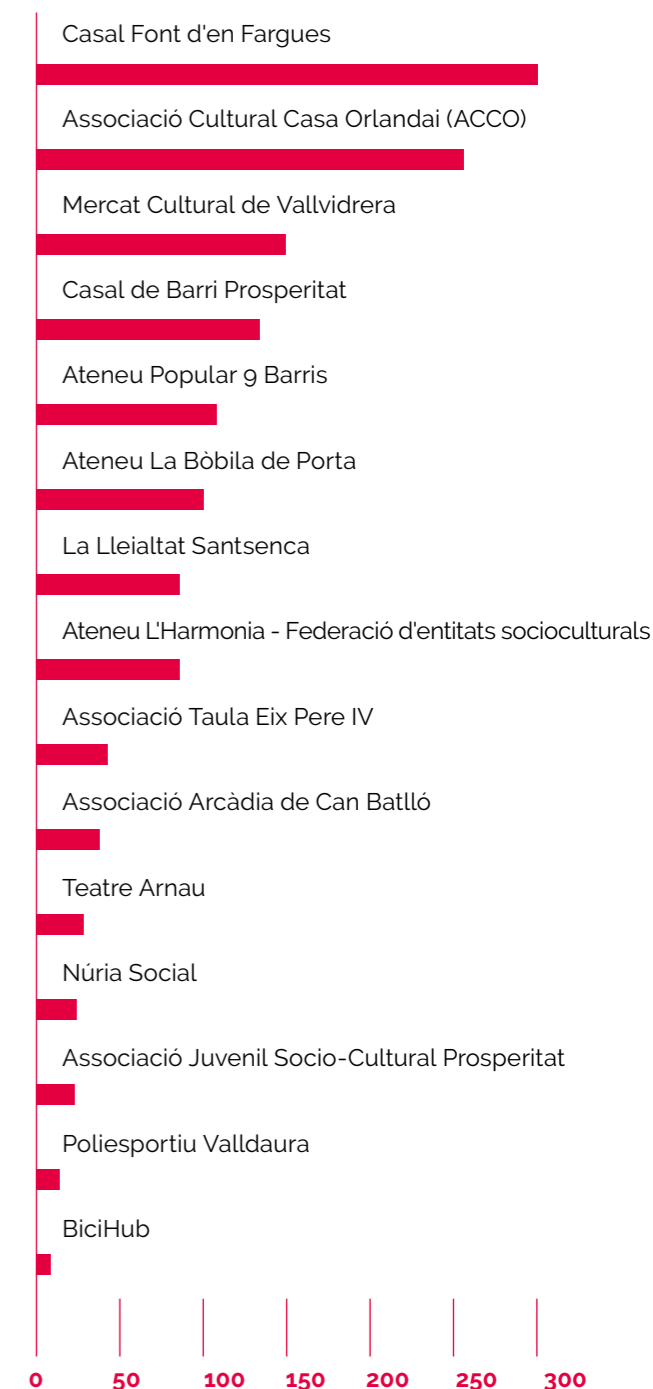 Casal Font d'en Fargues
Associació Cultural Casa Orlandai (ACCO)
Mercat Cultural de Vallvidrera
Casal de Barri Prosperitat
Ateneu Popular 9 Barris
Ateneu La Bòbila de Porta
La Lleialtat Santsenca
Ateneu L'Harmonia - Federació d'entitats socioculturals
Associació Taula Eix Pere IV
Associació Arcàdia de Can Batlló
Teatre Arnau
Núria Social
Associació Juvenil Socio-Cultural Prosperitat
Poliesportiu Valldaura
BiciHub
0 50 100 150 200 250 300